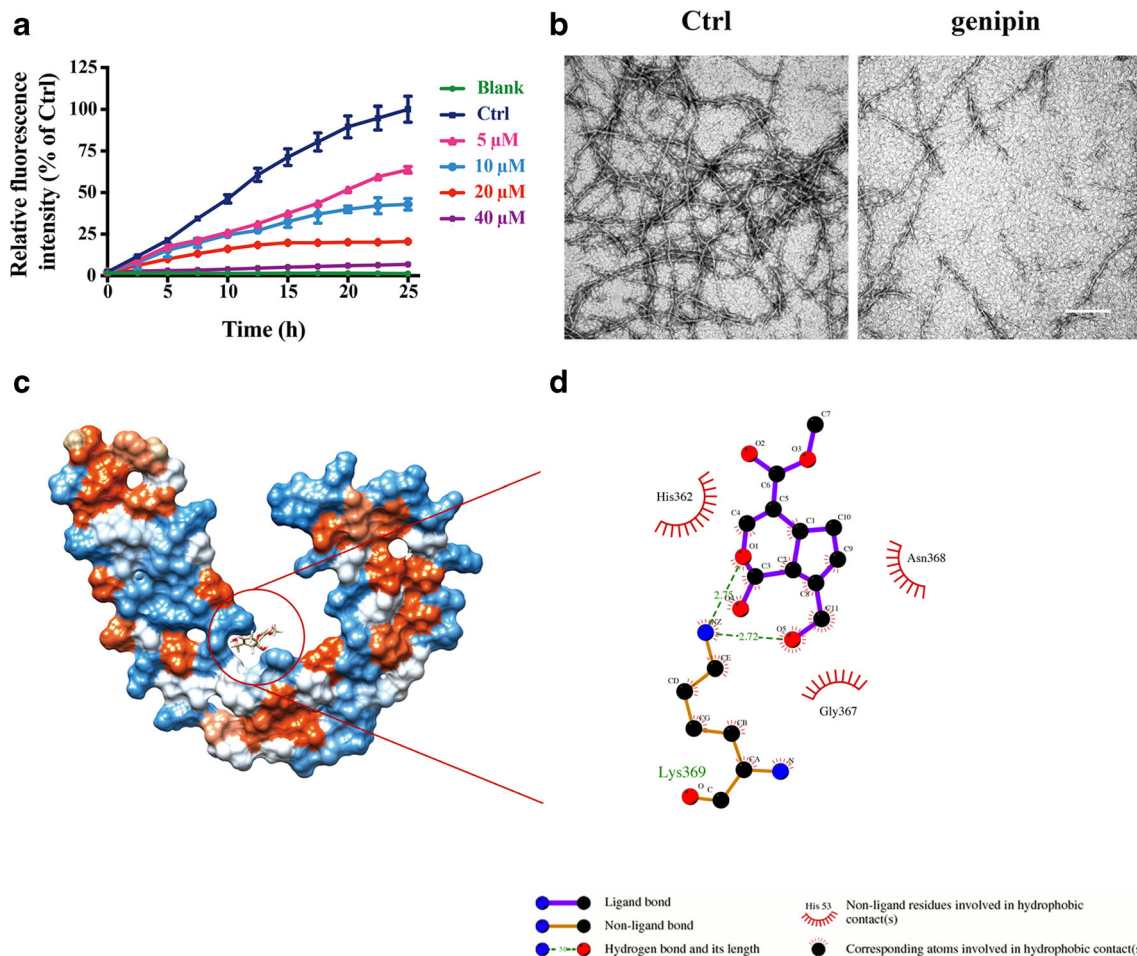 a
Relative fluorescence
intensity (% of Ctrl)
125
100
75
50
25
0
0 5 10 15 20 25
Time (h)
Blank
Ctrl
5 µM
10 µM
20 µM
40 µM
b
Ctrl genipin
c
d
C7
O2 O3
C6
C5
His362
C4 C1 C10
O1
C2 C9
C3
C8
Asn368
2.75
NZ
O5 C11
2.72
CE
CD
Gly367
CG CB
Lys369
CA N
O C
Ligand bond
Non-ligand bond
3.0 Hydrogen bond and its length
His 53 Non-ligand residues involved in hydrophobic
contact(s)
Corresponding atoms involved in hydrophobic contact(s